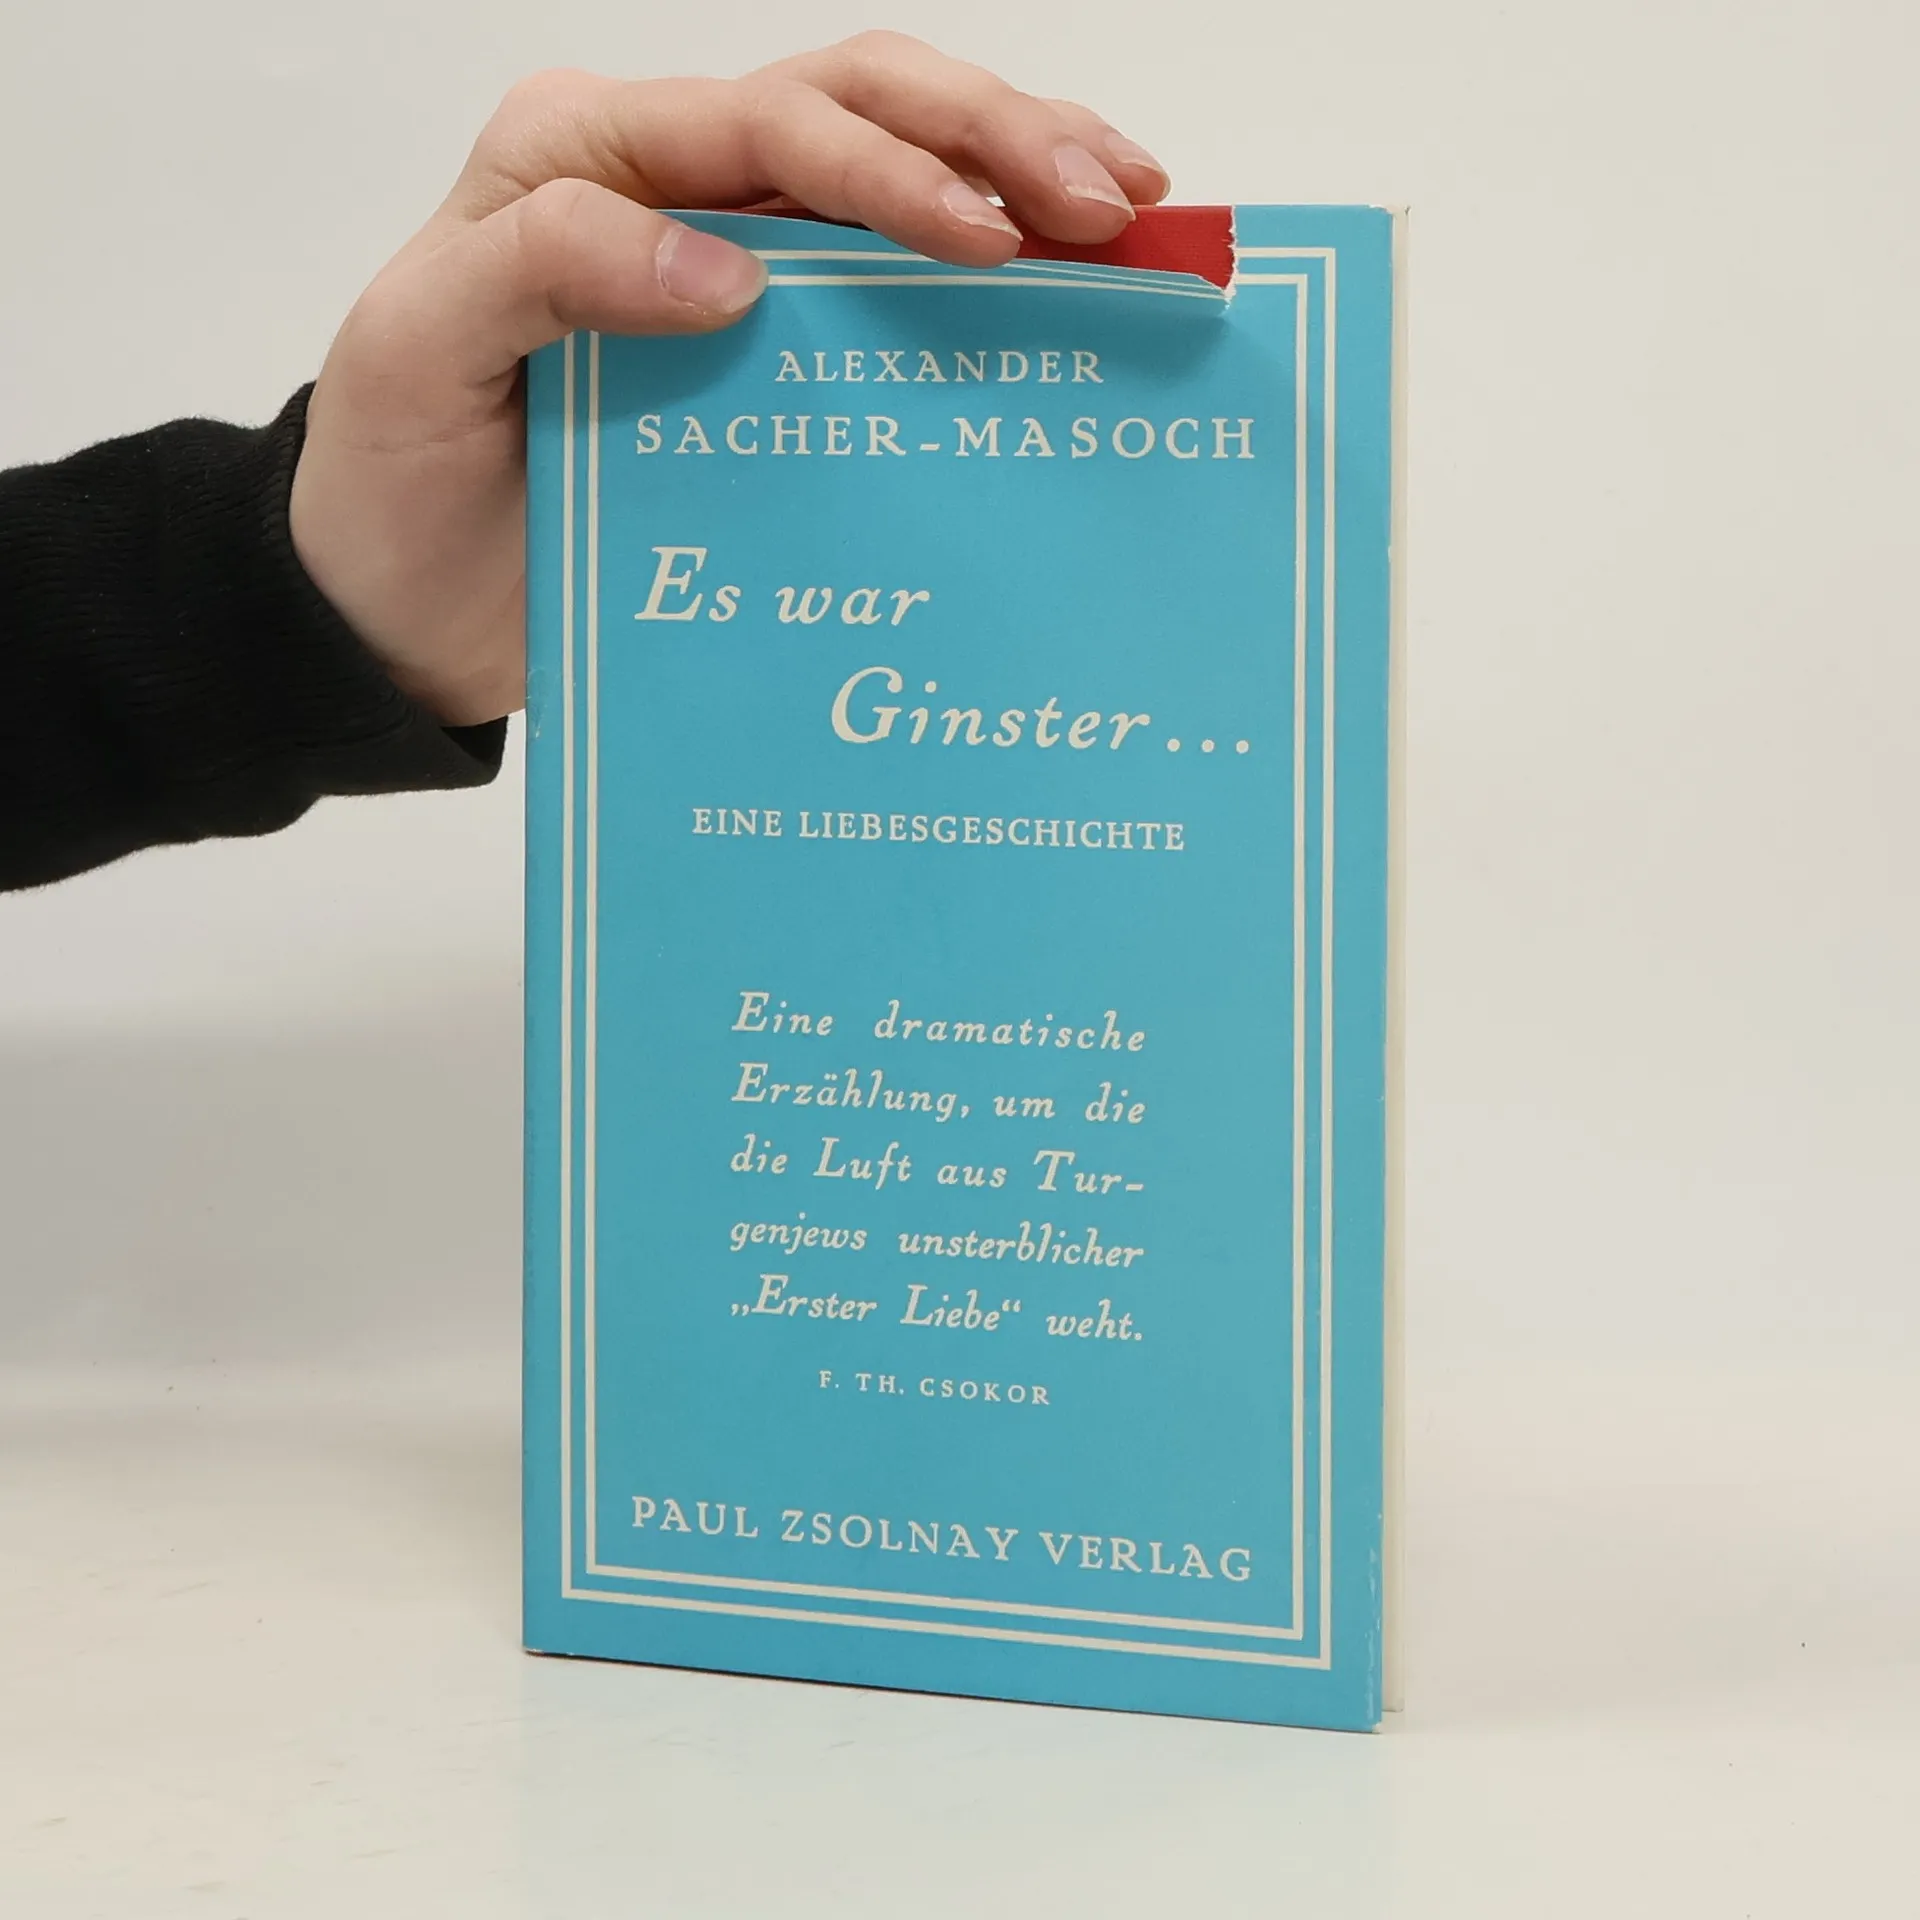 ALEXANDER
SACHER-MASOCH
Es war
Ginster...
EINE LIEBESGESCHICHTE
Eine dramatische
Erzählung, um die
die Luft aus Tur-
genjews unsterblicher
„Erster Liebe“ weht.
F. TH. CSOKOR
PAUL ZSOLNAY VERLAG